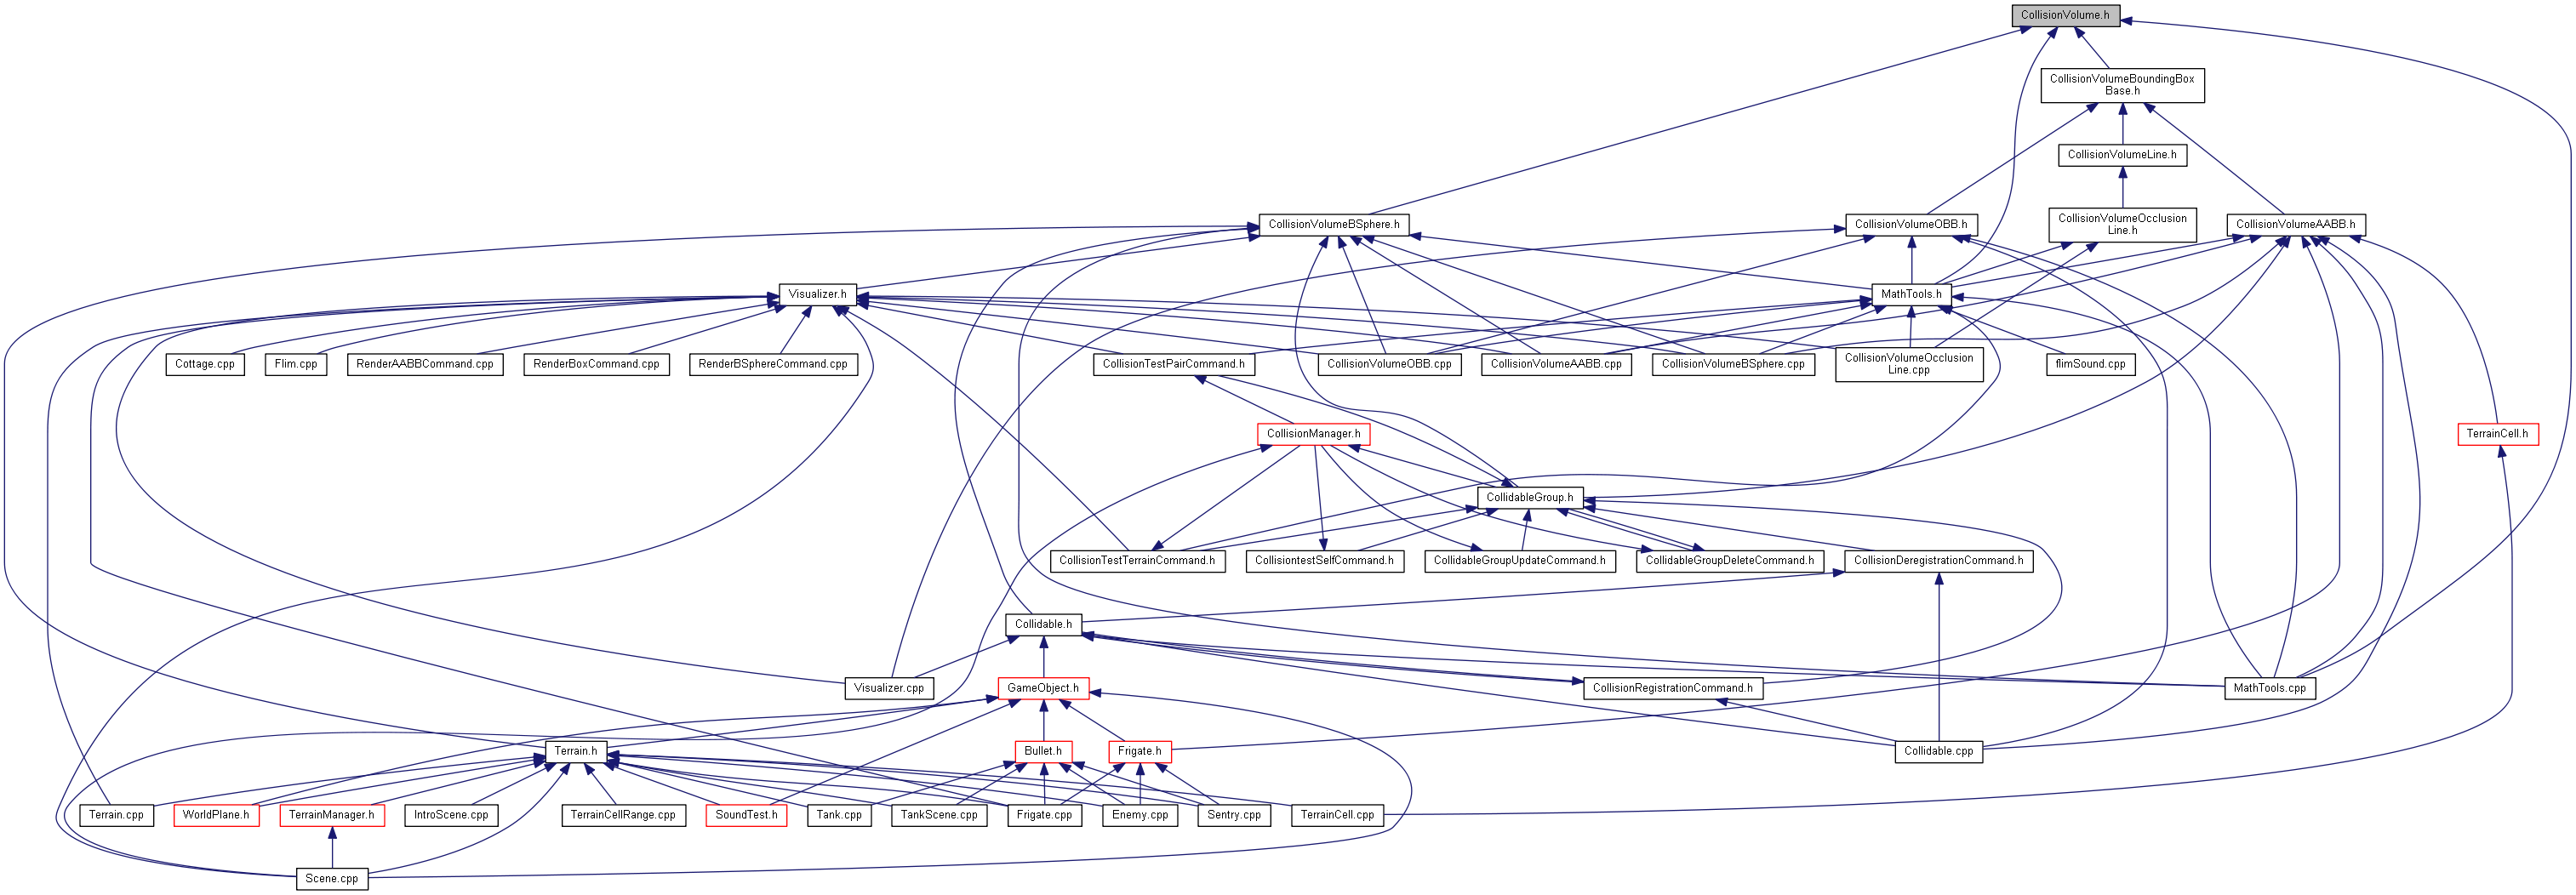 CollisionVolume.h
CollisionVolumeBoundingBox
Base.h
CollisionVolumeLine.h
CollisionVolumeBSphere.h
CollisionVolumeOBB.h
CollisionVolumeOcclusion
Line.h
CollisionVolumeAABB.h
Visualizer.h
MathTools.h
Cottage.cpp
Flim.cpp
RenderAABBCommand.cpp
RenderBoxCommand.cpp
RenderBSphereCommand.cpp
CollisionTestPairCommand.h
CollisionVolumeOBB.cpp
CollisionVolumeAABB.cpp
CollisionVolumeBSphere.cpp
CollisionVolumeOcclusion
Line.cpp
flimSound.cpp
CollisionManager.h
TerrainCell.h
CollidableGroup.h
CollisionTestTerrainCommand.h
CollisiontestSelfCommand.h
CollidableGroupUpdateCommand.h
CollidableGroupDeleteCommand.h
CollisionDeregistrationCommand.h
Collidable.h
Visualizer.cpp
GameObject.h
CollisionRegistrationCommand.h
MathTools.cpp
Terrain.h
Bullet.h
Frigate.h
Collidable.cpp
Terrain.cpp
WorldPlane.h
TerrainManager.h
IntroScene.cpp
TerrainCellRange.cpp
SoundTest.h
Tank.cpp
TankScene.cpp
Frigate.cpp
Enemy.cpp
Sentry.cpp
TerrainCell.cpp
Scene.cpp